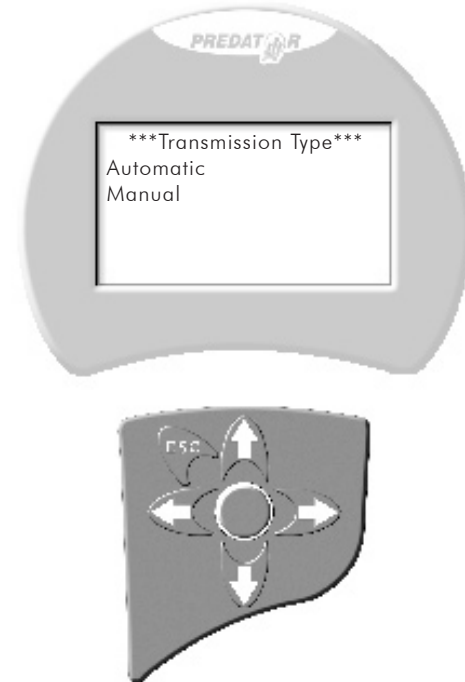 PREDATOR
***Transmission Type***
Automatic
Manual
ESC